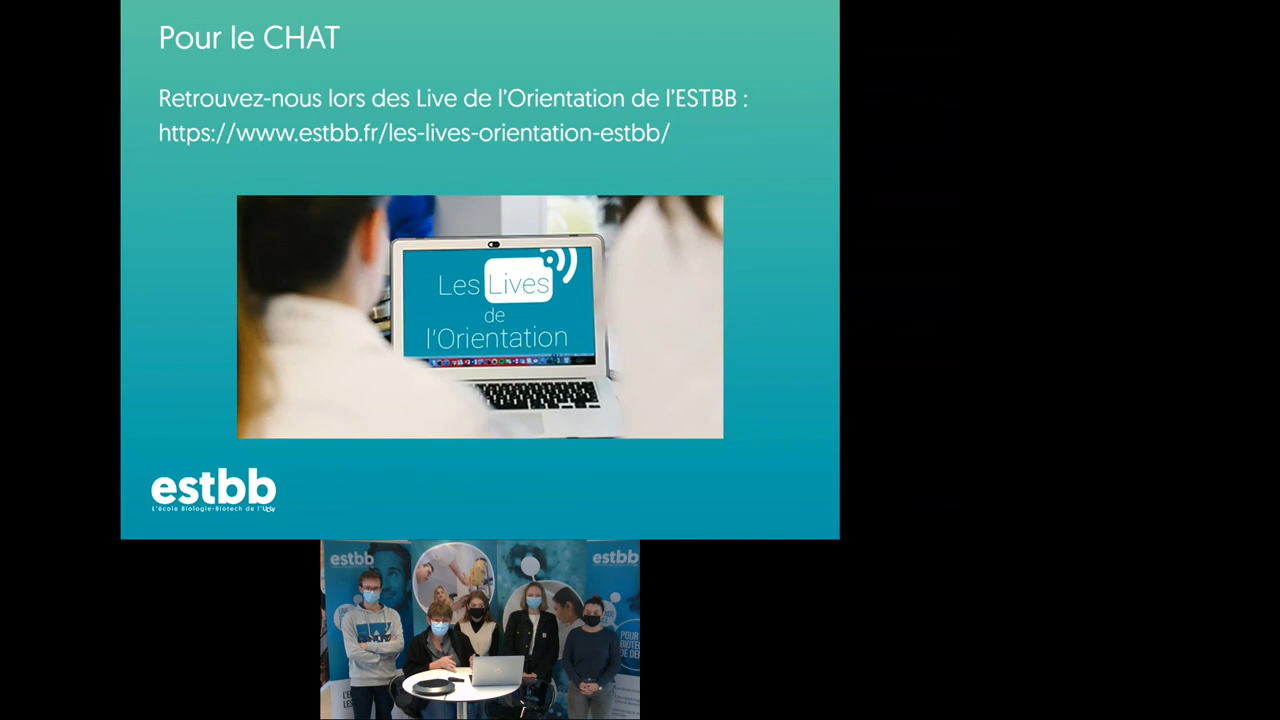 Pour le CHAT
Retrouvez-nous lors des Live de l'Orientation de l'ESTBB :
https://www.estbb.fr/les-lives-orientation-estbb/
Les Lives
de
l'Orientation
estbb
L'école Biologie-Biotech de l'Ucly
estbb
estbb
POUR